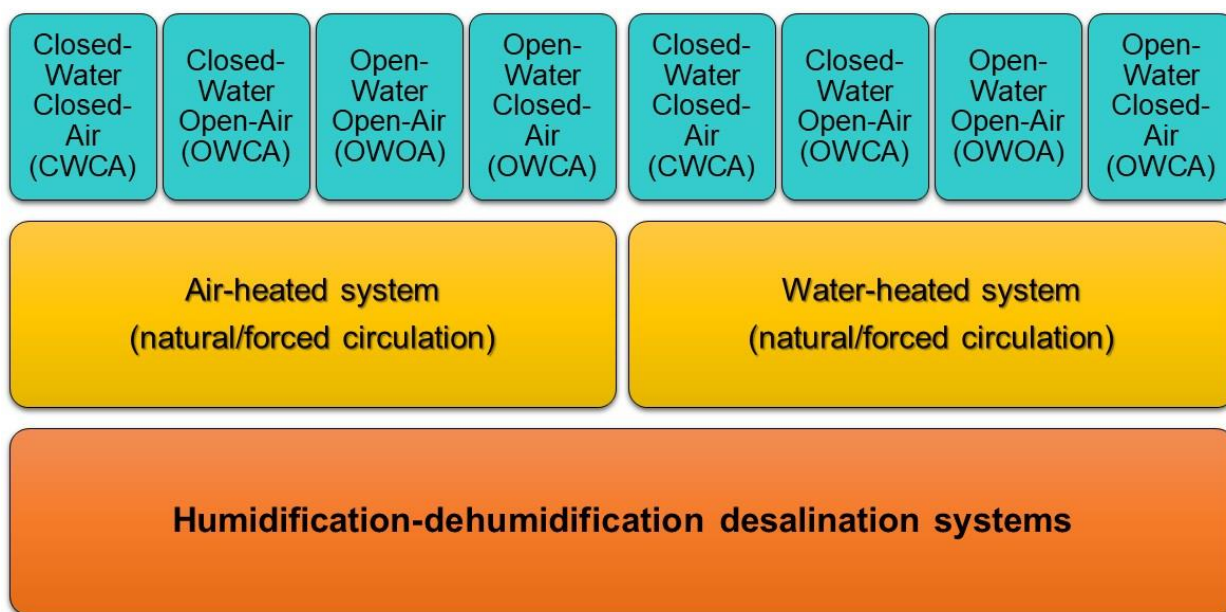 Closed-
Water
Closed-
Air
(CWCA)
Closed-
Water
Open-Air
(OWCA)
Open-
Water
Open-Air
(OWOA)
Open-
Water
Closed-
Air
(OWCA)
Closed-
Water
Closed-
Air
(CWCA)
Closed-
Water
Open-Air
(OWCA)
Open-
Water
Open-Air
(OWOA)
Open-
Water
Closed-
Air
(OWCA)
Air-heated system
(natural/forced circulation)
Water-heated system
(natural/forced circulation)
Humidification-dehumidification desalination systems